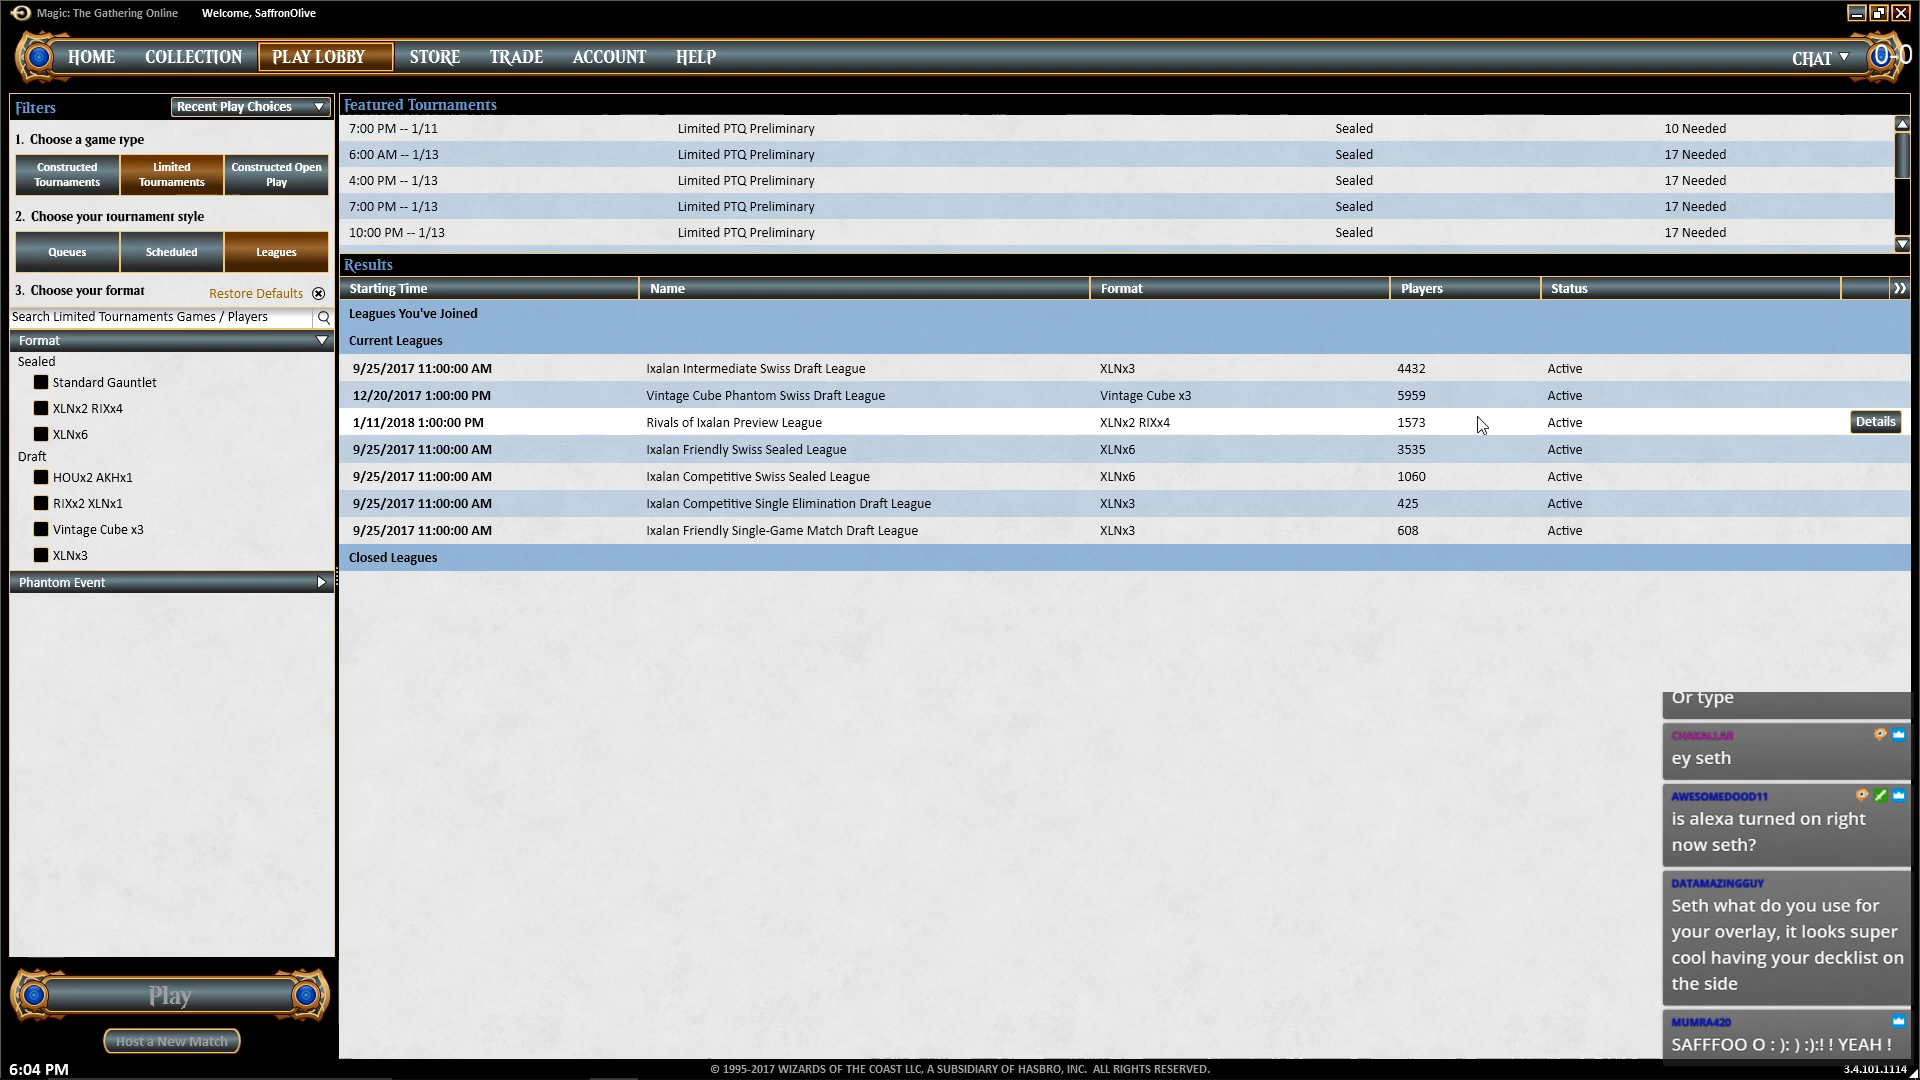 Magic: The Gathering Online Welcome, SaffronOlive
HOME COLLECTION PLAY LOBBY STORE TRADE ACCOUNT HELP CHAT 0-0
Filters Recent Play Choices
1. Choose a game type
Constructed Tournaments Limited Tournaments Constructed Open Play
2. Choose your tournament style
Queues Scheduled Leagues
3. Choose your format Restore Defaults
Search Limited Tournaments Games / Players
Format
Sealed
Standard Gauntlet
XLNx2 RIXx4
XLNx6
Draft
HOUx2 AKHx1
RIXx2 XLNx1
Vintage Cube x3
XLNx3
Phantom Event
Play
Host a New Match
6:04 PM
Featured Tournaments
7:00 PM -- 1/11 Limited PTQ Preliminary Sealed 10 Needed
6:00 AM -- 1/13 Limited PTQ Preliminary Sealed 17 Needed
4:00 PM -- 1/13 Limited PTQ Preliminary Sealed 17 Needed
7:00 PM -- 1/13 Limited PTQ Preliminary Sealed 17 Needed
10:00 PM -- 1/13 Limited PTQ Preliminary Sealed 17 Needed
Results
Starting Time Name Format Players Status
Leagues You've Joined
Current Leagues
9/25/2017 11:00:00 AM Ixalan Intermediate Swiss Draft League XLNx3 4432 Active
12/20/2017 1:00:00 PM Vintage Cube Phantom Swiss Draft League Vintage Cube x3 5959 Active
1/11/2018 1:00:00 PM Rivals of Ixalan Preview League XLNx2 RIXx4 1573 Active Details
9/25/2017 11:00:00 AM Ixalan Friendly Swiss Sealed League XLNx6 3535 Active
9/25/2017 11:00:00 AM Ixalan Competitive Swiss Sealed League XLNx6 1060 Active
9/25/2017 11:00:00 AM Ixalan Competitive Single Elimination Draft League XLNx3 425 Active
9/25/2017 11:00:00 AM Ixalan Friendly Single-Game Match Draft League XLNx3 608 Active
Closed Leagues
Or type
CHAKALLAR
ey seth
AWESOMEDOOD11
is alexa turned on right
now seth?
DATAMAZINGGUY
Seth what do you use for
your overlay, it looks super
cool having your decklist on
the side
MUMRA420
SAFFFOO O : ): ) :):! ! YEAH !
© 1995-2017 WIZARDS OF THE COAST LLC, A SUBSIDIARY OF HASBRO, INC. ALL RIGHTS RESERVED.
3.4.101.1114